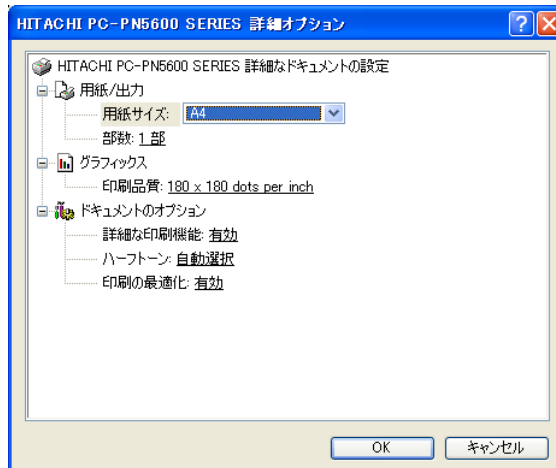 HITACHI PC-PN5600 SERIES 詳細オプション
HITACHI PC-PN5600 SERIES 詳細なドキュメントの設定
用紙/出力
用紙サイズ: A4
部数: 1 部
グラフィックス
印刷品質: 180 x 180 dots per inch
ドキュメントのオプション
詳細な印刷機能: 有効
ハーフトーン: 自動選択
印刷の最適化: 有効
OK キャンセル